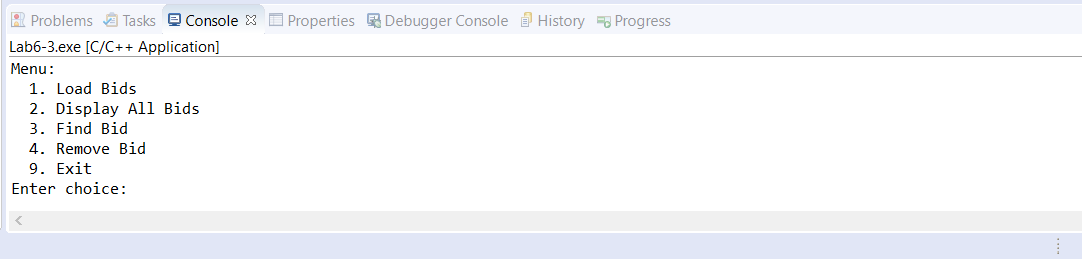 Problems Tasks Console Properties Debugger Console History Progress
Lab6-3.exe [C/C++ Application]
Menu:
  1. Load Bids
  2. Display All Bids
  3. Find Bid
  4. Remove Bid
  9. Exit
Enter choice: